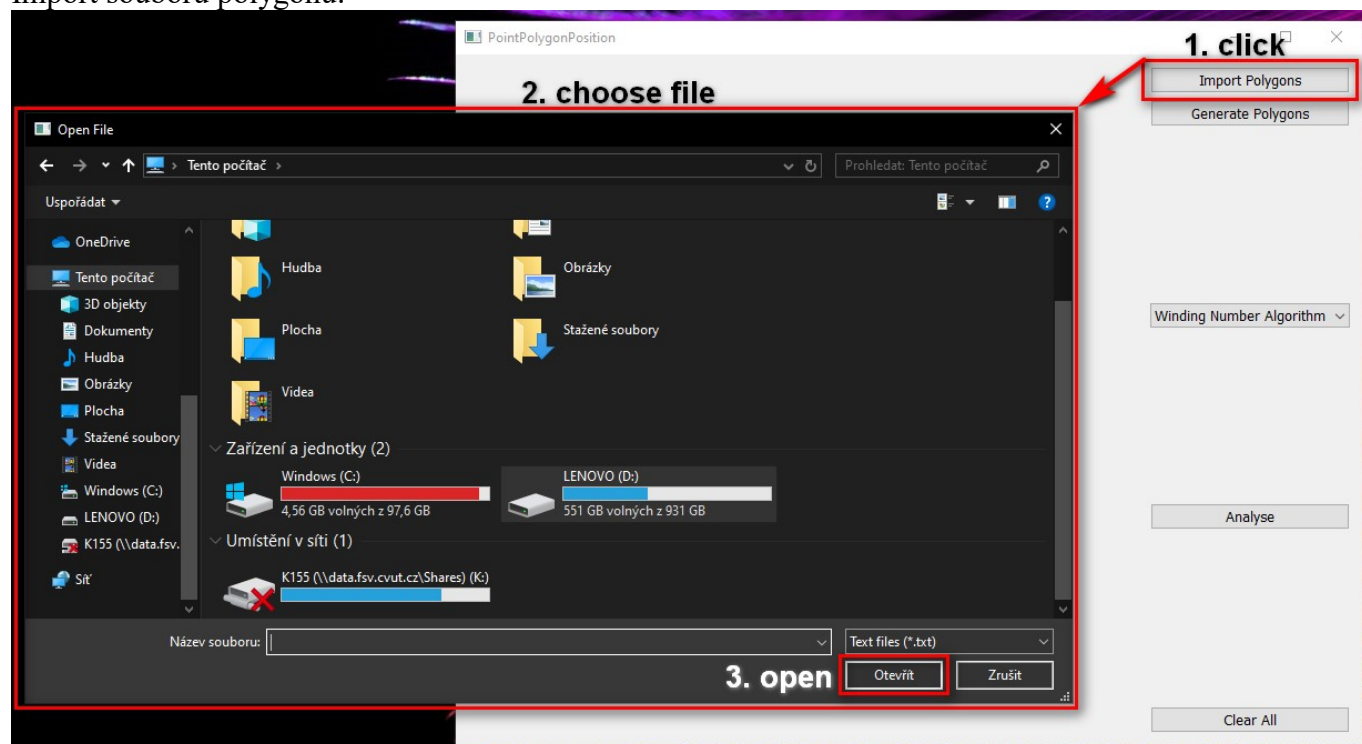 Import souboru polygonu.
PointPolygonPosition
1. click
Import Polygons
2. choose file
Generate Polygons
Open File
Tento počítač
Prohledat: Tento počítač
Uspořádat
OneDrive
Tento počítač
3D objekty
Dokumenty
Hudba
Obrázky
Plocha
Stažené soubory
Videa
Windows (C:)
LENOVO (D:)
K155 (\\data.fsv.
Síť
Hudba
Obrázky
Plocha
Stažené soubory
Videa
Zařízení a jednotky (2)
Windows (C:)
4,56 GB volných z 97,6 GB
LENOVO (D:)
551 GB volných z 931 GB
Umístění v síti (1)
K155 (\\data.fsv.cvut.cz\Shares) (K:)
Název souboru:
Text files (*.txt)
3. open
Otevřít
Zrušit
Winding Number Algorithm
Analyse
Clear All